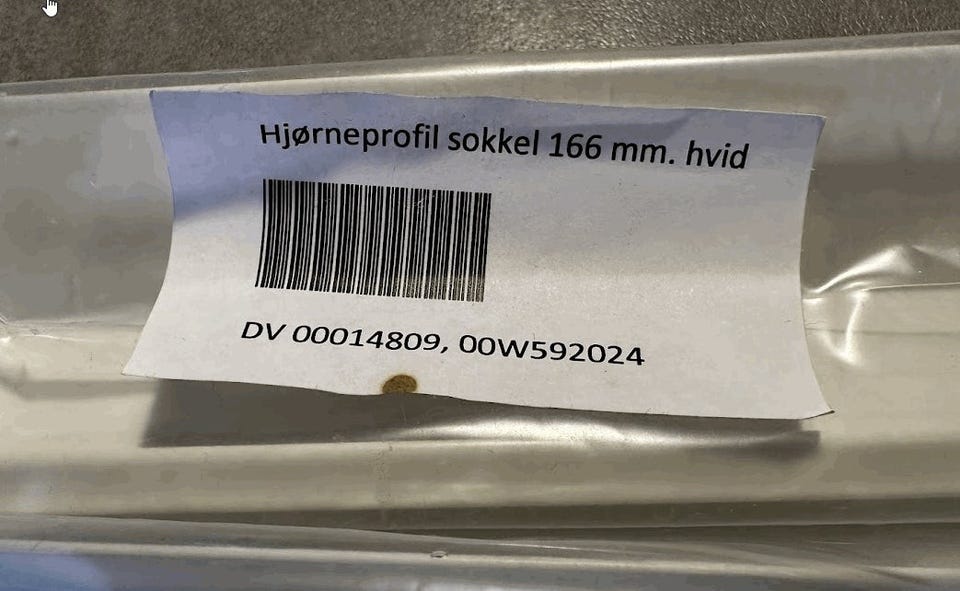 Hjørneprofil sokkel 166 mm. hvid
DV 00014809, 00W592024